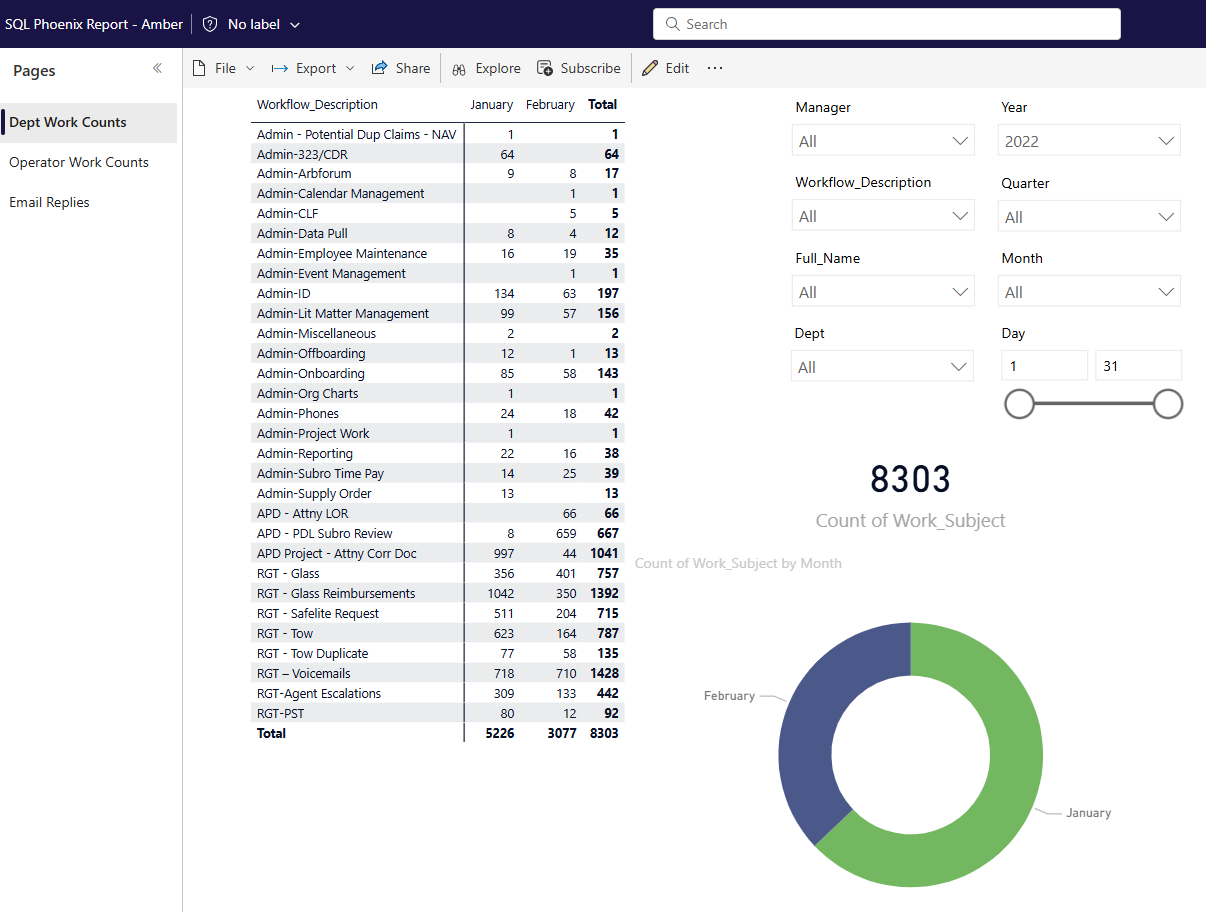 SQL Phoenix Report - Amber No label Search
Pages
File Export Share Explore Subscribe Edit ...
Dept Work Counts
Operator Work Counts
Email Replies
Workflow_Description January February Total
Admin - Potential Dup Claims - NAV 1 1
Admin-323/CDR 64 64
Admin-Arbforum 9 8 17
Admin-Calendar Management 1 1
Admin-CLF 5 5
Admin-Data Pull 8 4 12
Admin-Employee Maintenance 16 19 35
Admin-Event Management 1 1
Admin-ID 134 63 197
Admin-Lit Matter Management 99 57 156
Admin-Miscellaneous 2 2
Admin-Offboarding 12 1 13
Admin-Onboarding 85 58 143
Admin-Org Charts 1 1
Admin-Phones 24 18 42
Admin-Project Work 1 1
Admin-Reporting 22 16 38
Admin-Subro Time Pay 14 25 39
Admin-Supply Order 13 13
APD - Attny LOR 66 66
APD - PDL Subro Review 8 659 667
APD Project - Attny Corr Doc 997 44 1041
RGT - Glass 356 401 757
RGT - Glass Reimbursements 1042 350 1392
RGT - Safelite Request 511 204 715
RGT - Tow 623 164 787
RGT - Tow Duplicate 77 58 135
RGT – Voicemails 718 710 1428
RGT-Agent Escalations 309 133 442
RGT-PST 80 12 92
Total 5226 3077 8303
Manager Year
All 2022
Workflow_Description Quarter
All All
Full_Name Month
All All
Dept Day
All 1 31
8303
Count of Work_Subject
Count of Work_Subject by Month
February
January